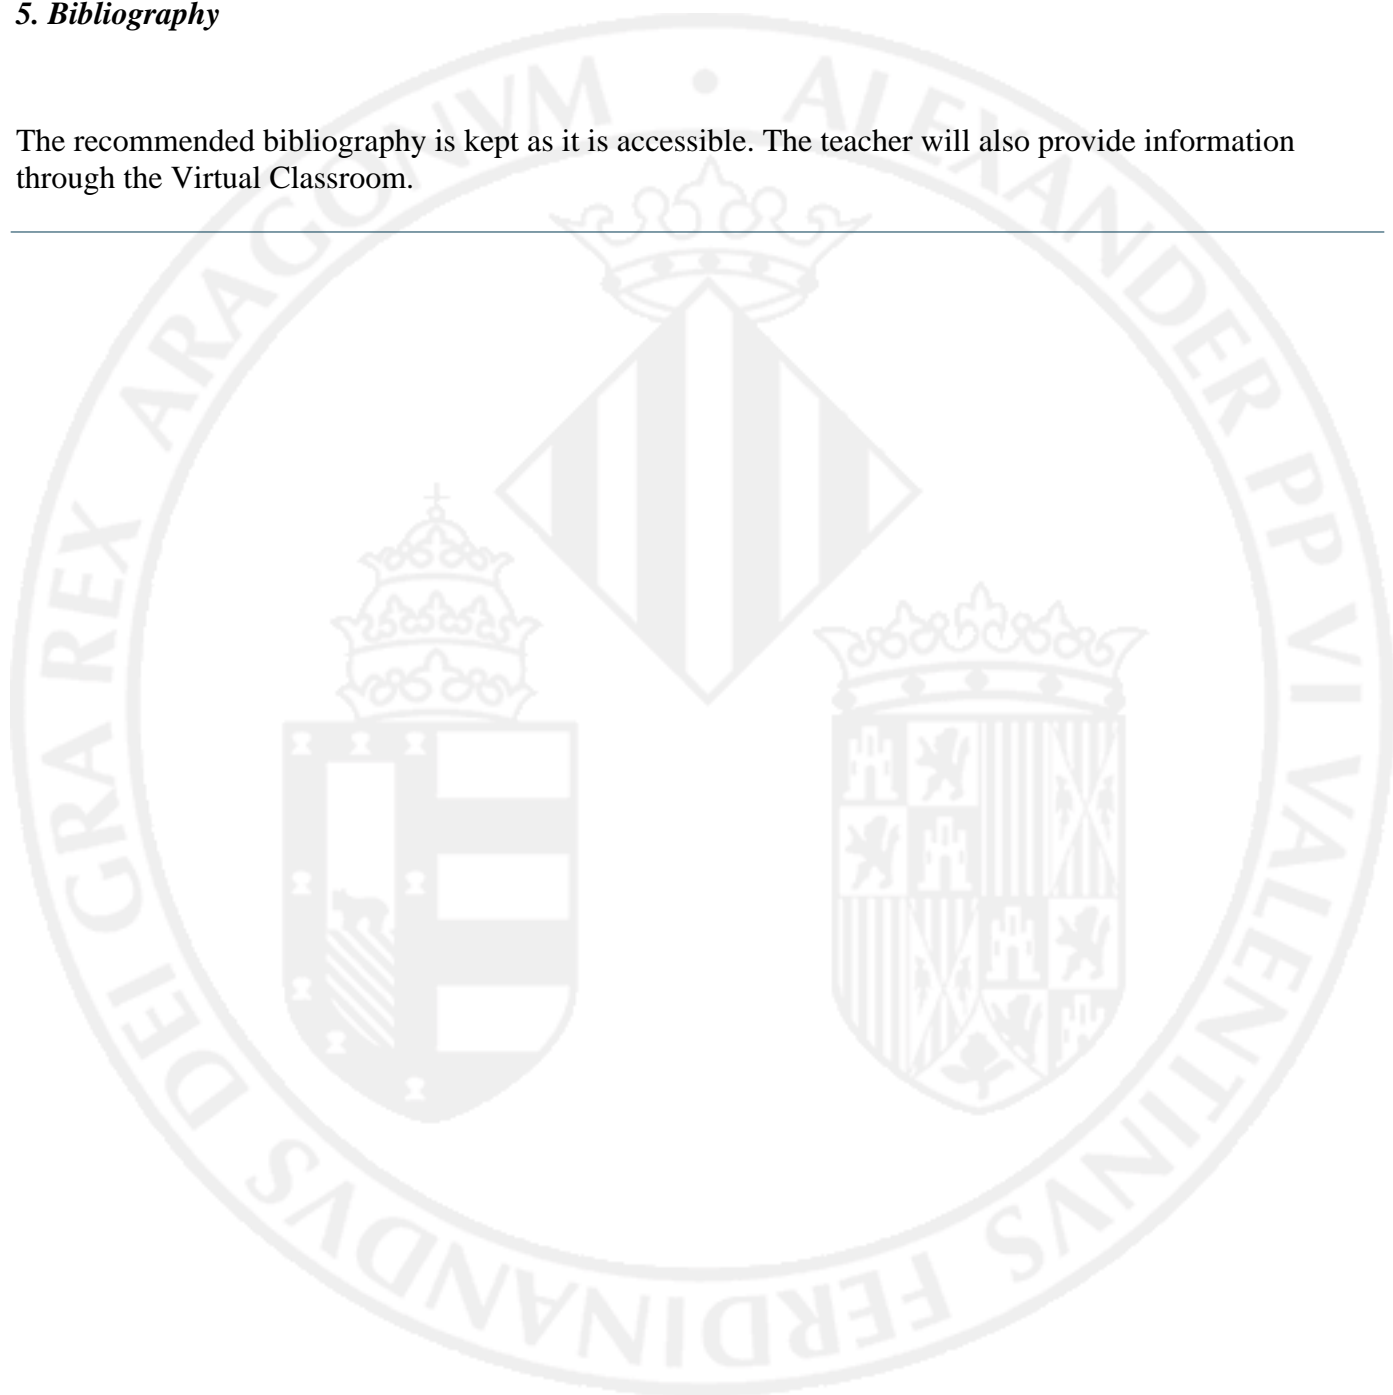 5. Bibliography
The recommended bibliography is kept as it is accessible. The teacher will also provide information
through the Virtual Classroom.
ALEXANDER PP VI VALENTINVS FERDINANDVS DEI GRA REX ARAGONVM